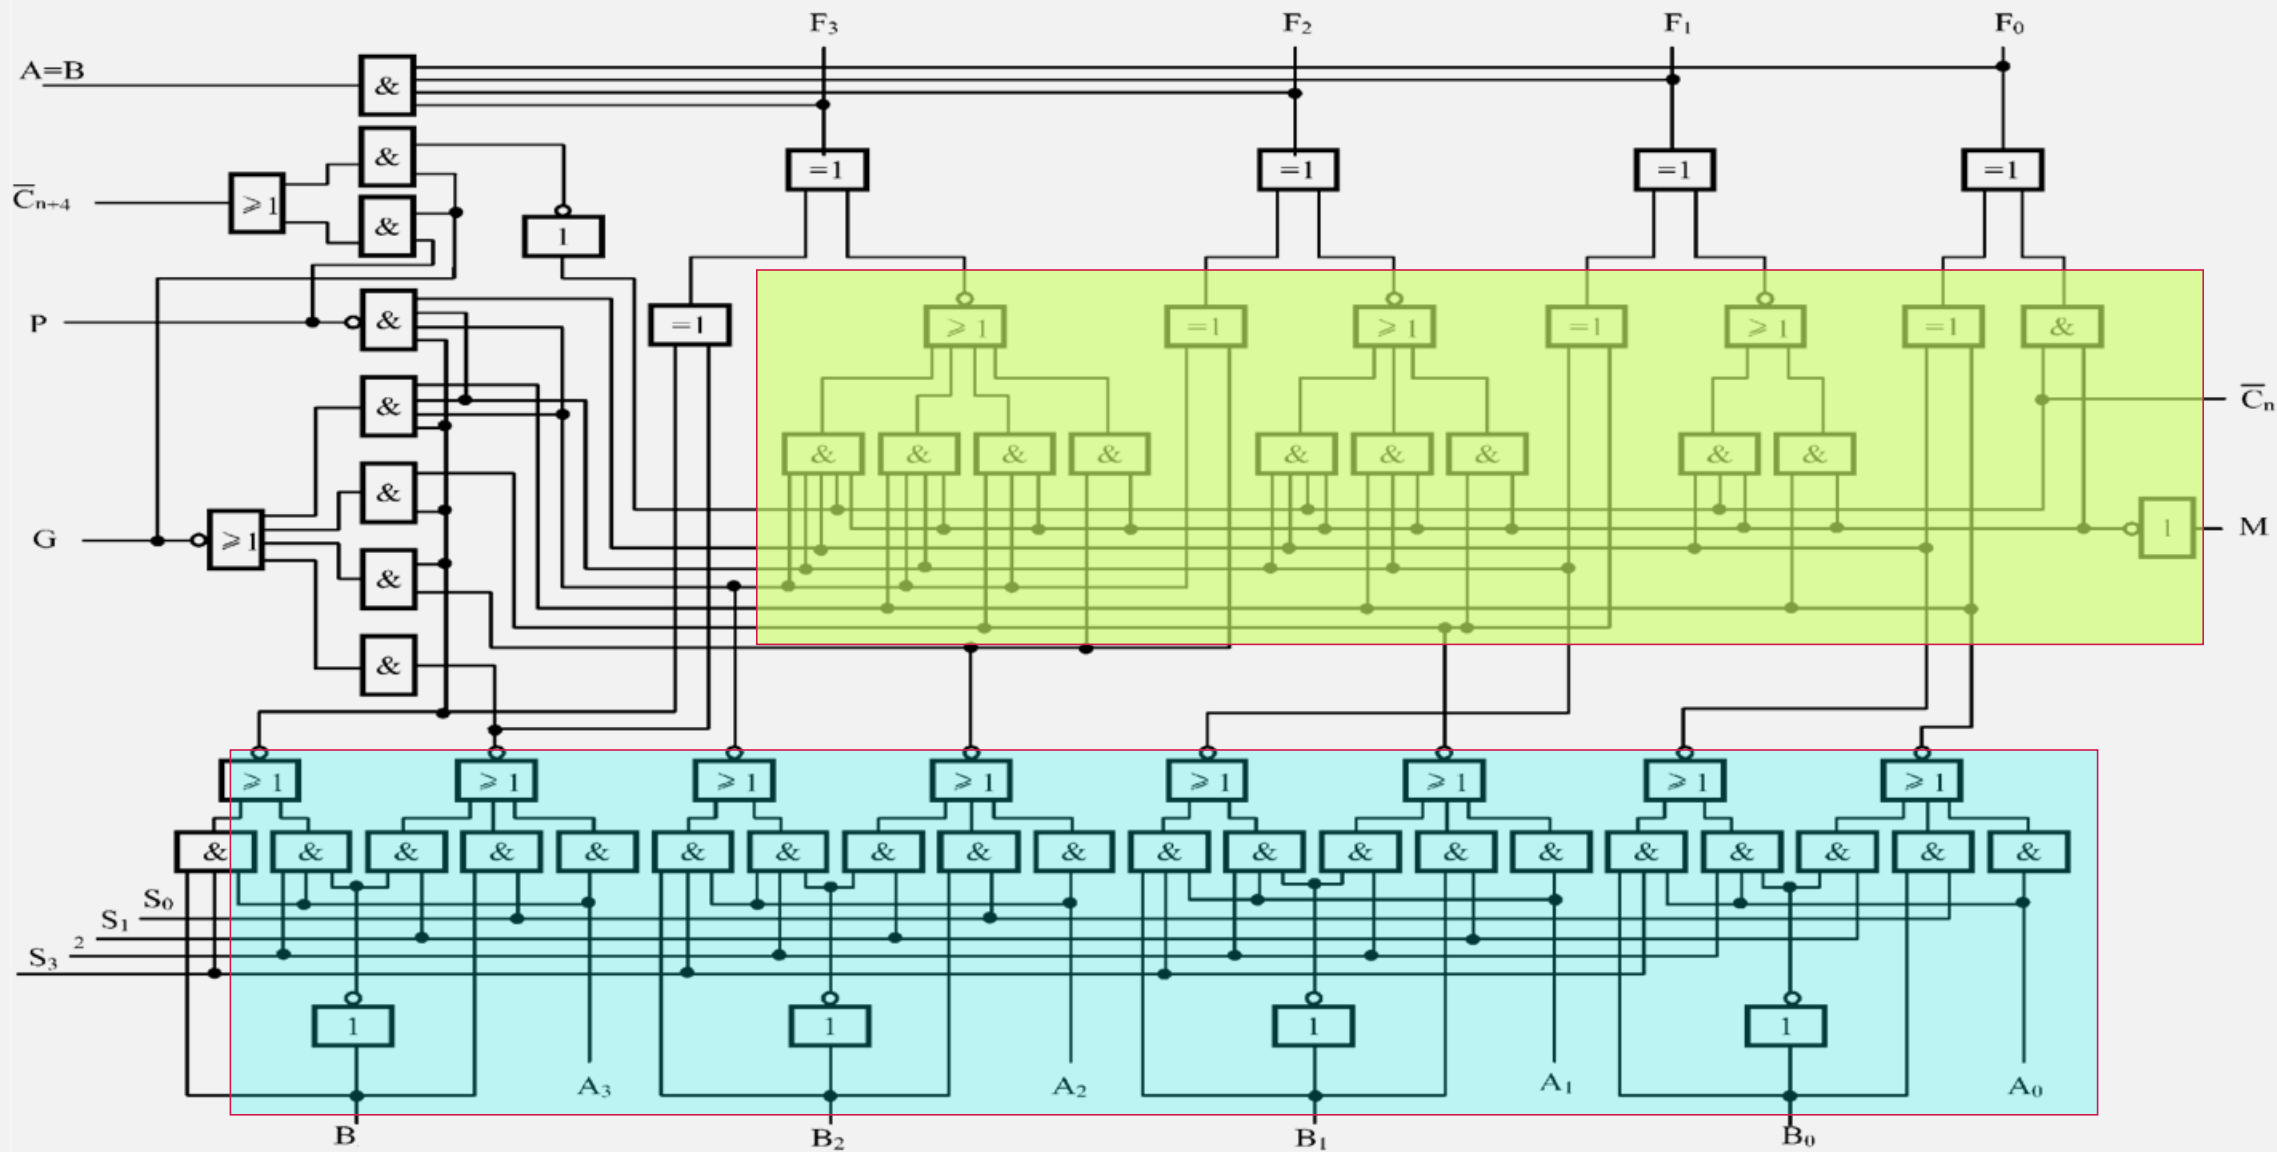 F₃ F₂ F₁ F₀
A=B &
&
=1 =1 =1 =1
C̅ₙ₊₄ ≥1
&
1
P & =1 ≥1 =1 ≥1 =1 ≥1 =1 &
& C̅ₙ
& & & & & & & & &
&
G ≥1 1 M
&
&
≥1 ≥1 ≥1 ≥1 ≥1 ≥1 ≥1 ≥1
& & & & & & & & & & & & & & & & & & & &
S₀
S₁
2
S₃
1 1 1 1
A₃ A₂ A₁ A₀
B B₂ B₁ B₀